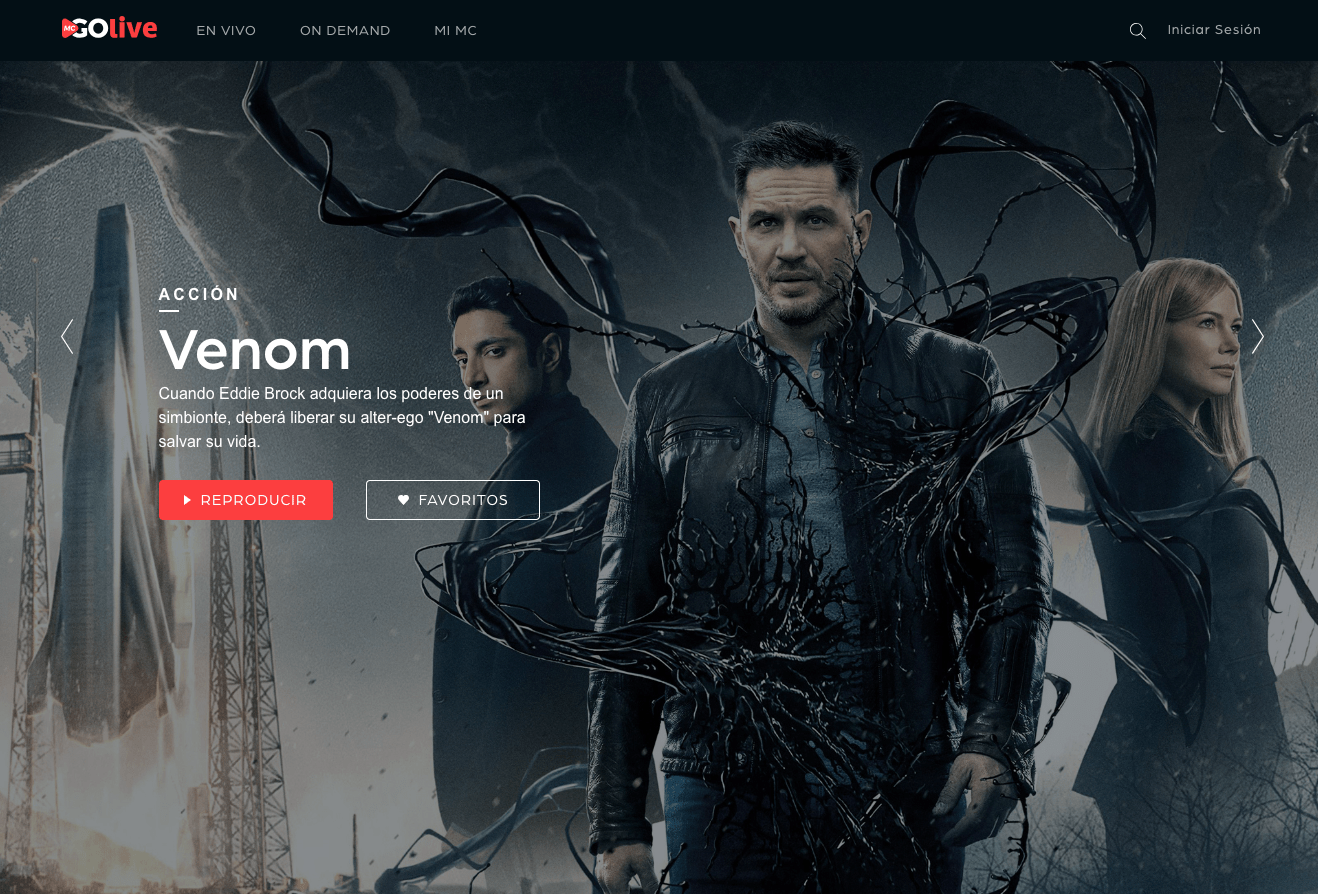 MC GOlive
EN VIVO
ON DEMAND
MI MC
Iniciar Sesión
ACCIÓN
Venom
Cuando Eddie Brock adquiera los poderes de un
simbionte, deberá liberar su alter-ego "Venom" para
salvar su vida.
REPRODUCIR
FAVORITOS